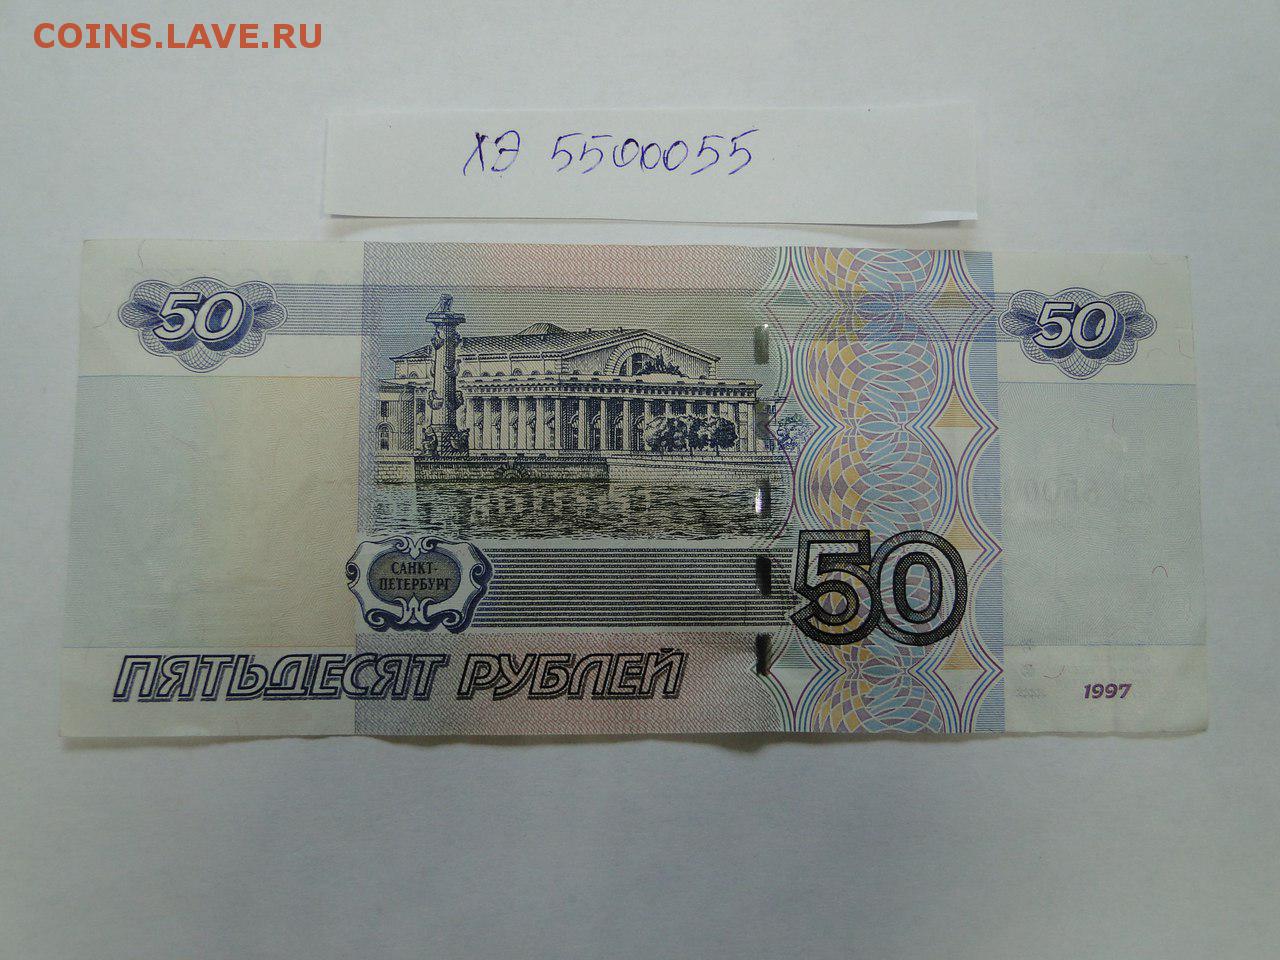 COINS.LAVE.RU
ХЭ 5500055
50
50
САНКТ-
ПЕТЕРБУРГ
50
ПЯТЬДЕСЯТ РУБЛЕЙ
1997